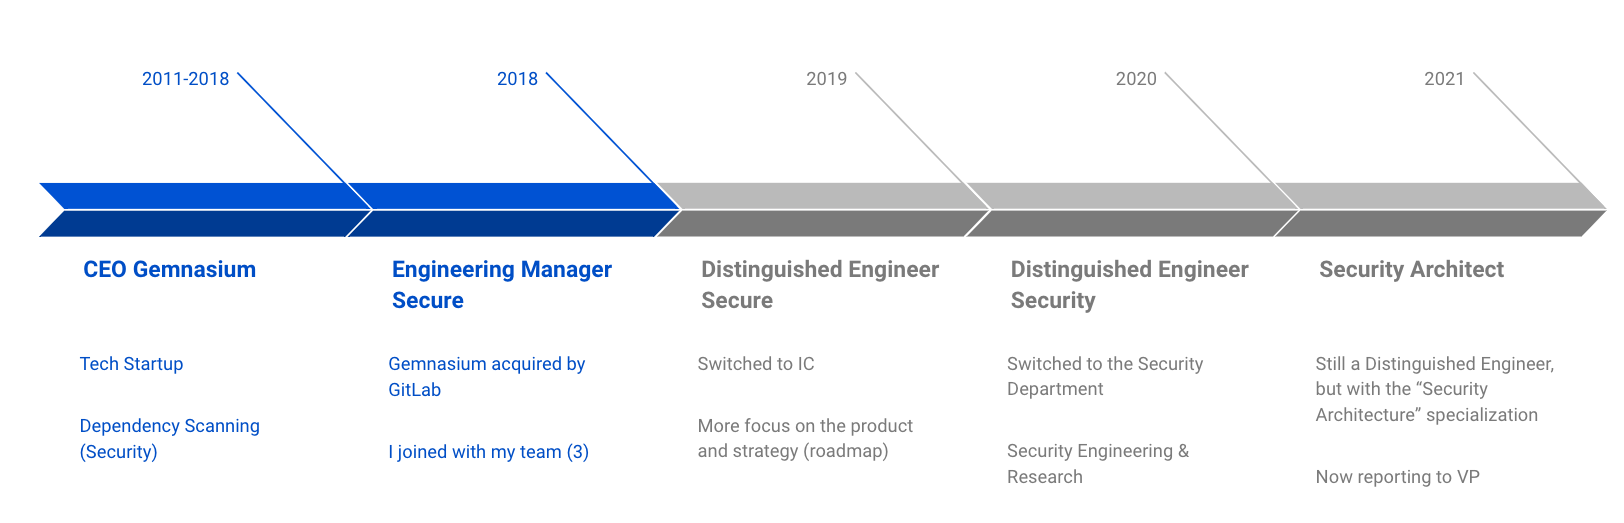 2011-2018
2018
2019
2020
2021
CEO Gemnasium
Tech Startup
Dependency Scanning
(Security)
Engineering Manager
Secure
Gemnasium acquired by
GitLab
I joined with my team (3)
Distinguished Engineer
Secure
Switched to IC
More focus on the product
and strategy (roadmap)
Distinguished Engineer
Security
Switched to the Security
Department
Security Engineering &
Research
Security Architect
Still a Distinguished Engineer,
but with the “Security
Architecture” specialization
Now reporting to VP